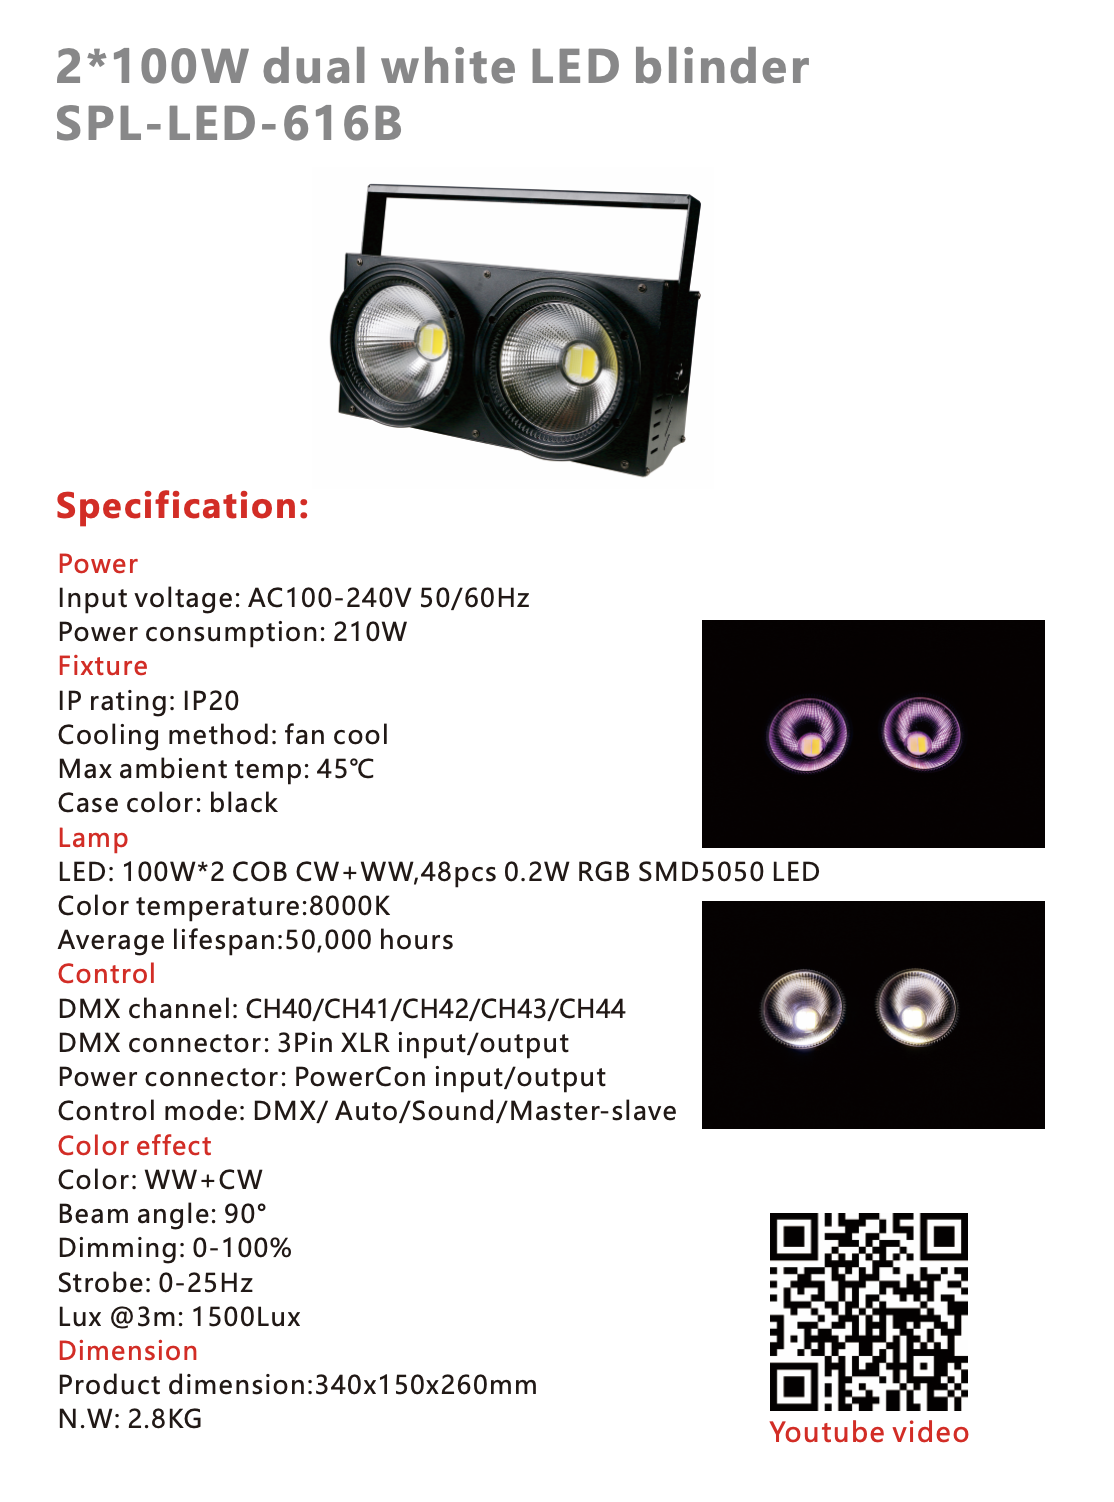 2*100W dual white LED blinder
SPL-LED-616B
Specification:
Power
Input voltage: AC100-240V 50/60Hz
Power consumption: 210W
Fixture
IP rating: IP20
Cooling method: fan cool
Max ambient temp: 45℃
Case color: black
Lamp
LED: 100W*2 COB CW+WW,48pcs 0.2W RGB SMD5050 LED
Color temperature:8000K
Average lifespan:50,000 hours
Control
DMX channel: CH40/CH41/CH42/CH43/CH44
DMX connector: 3Pin XLR input/output
Power connector: PowerCon input/output
Control mode: DMX/ Auto/Sound/Master-slave
Color effect
Color: WW+CW
Beam angle: 90°
Dimming: 0-100%
Strobe: 0-25Hz
Lux @3m: 1500Lux
Dimension
Product dimension:340x150x260mm
N.W: 2.8KG
Youtube video